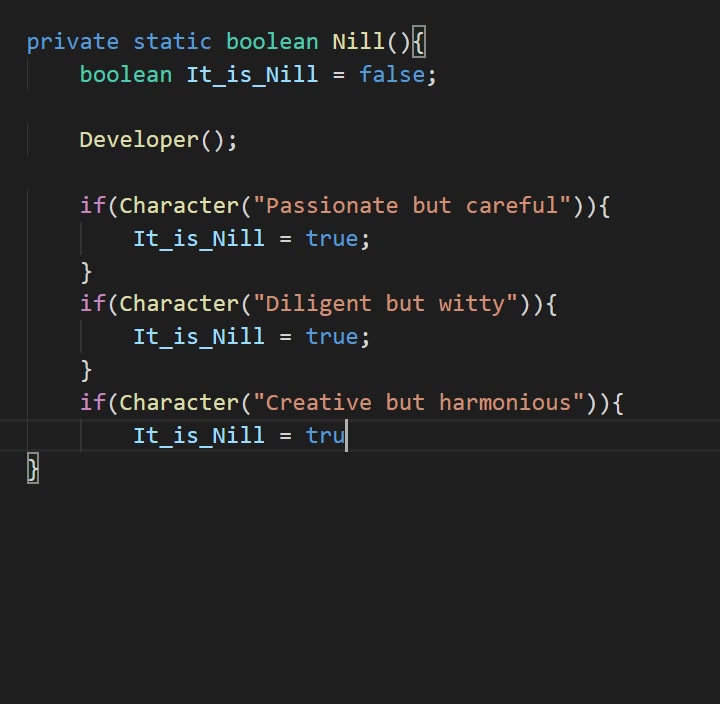 private static boolean Nill(){
    boolean It_is_Nill = false;

    Developer();

    if(Character("Passionate but careful")){
        It_is_Nill = true;
    }
    if(Character("Diligent but witty")){
        It_is_Nill = true;
    }
    if(Character("Creative but harmonious")){
        It_is_Nill = tru
}